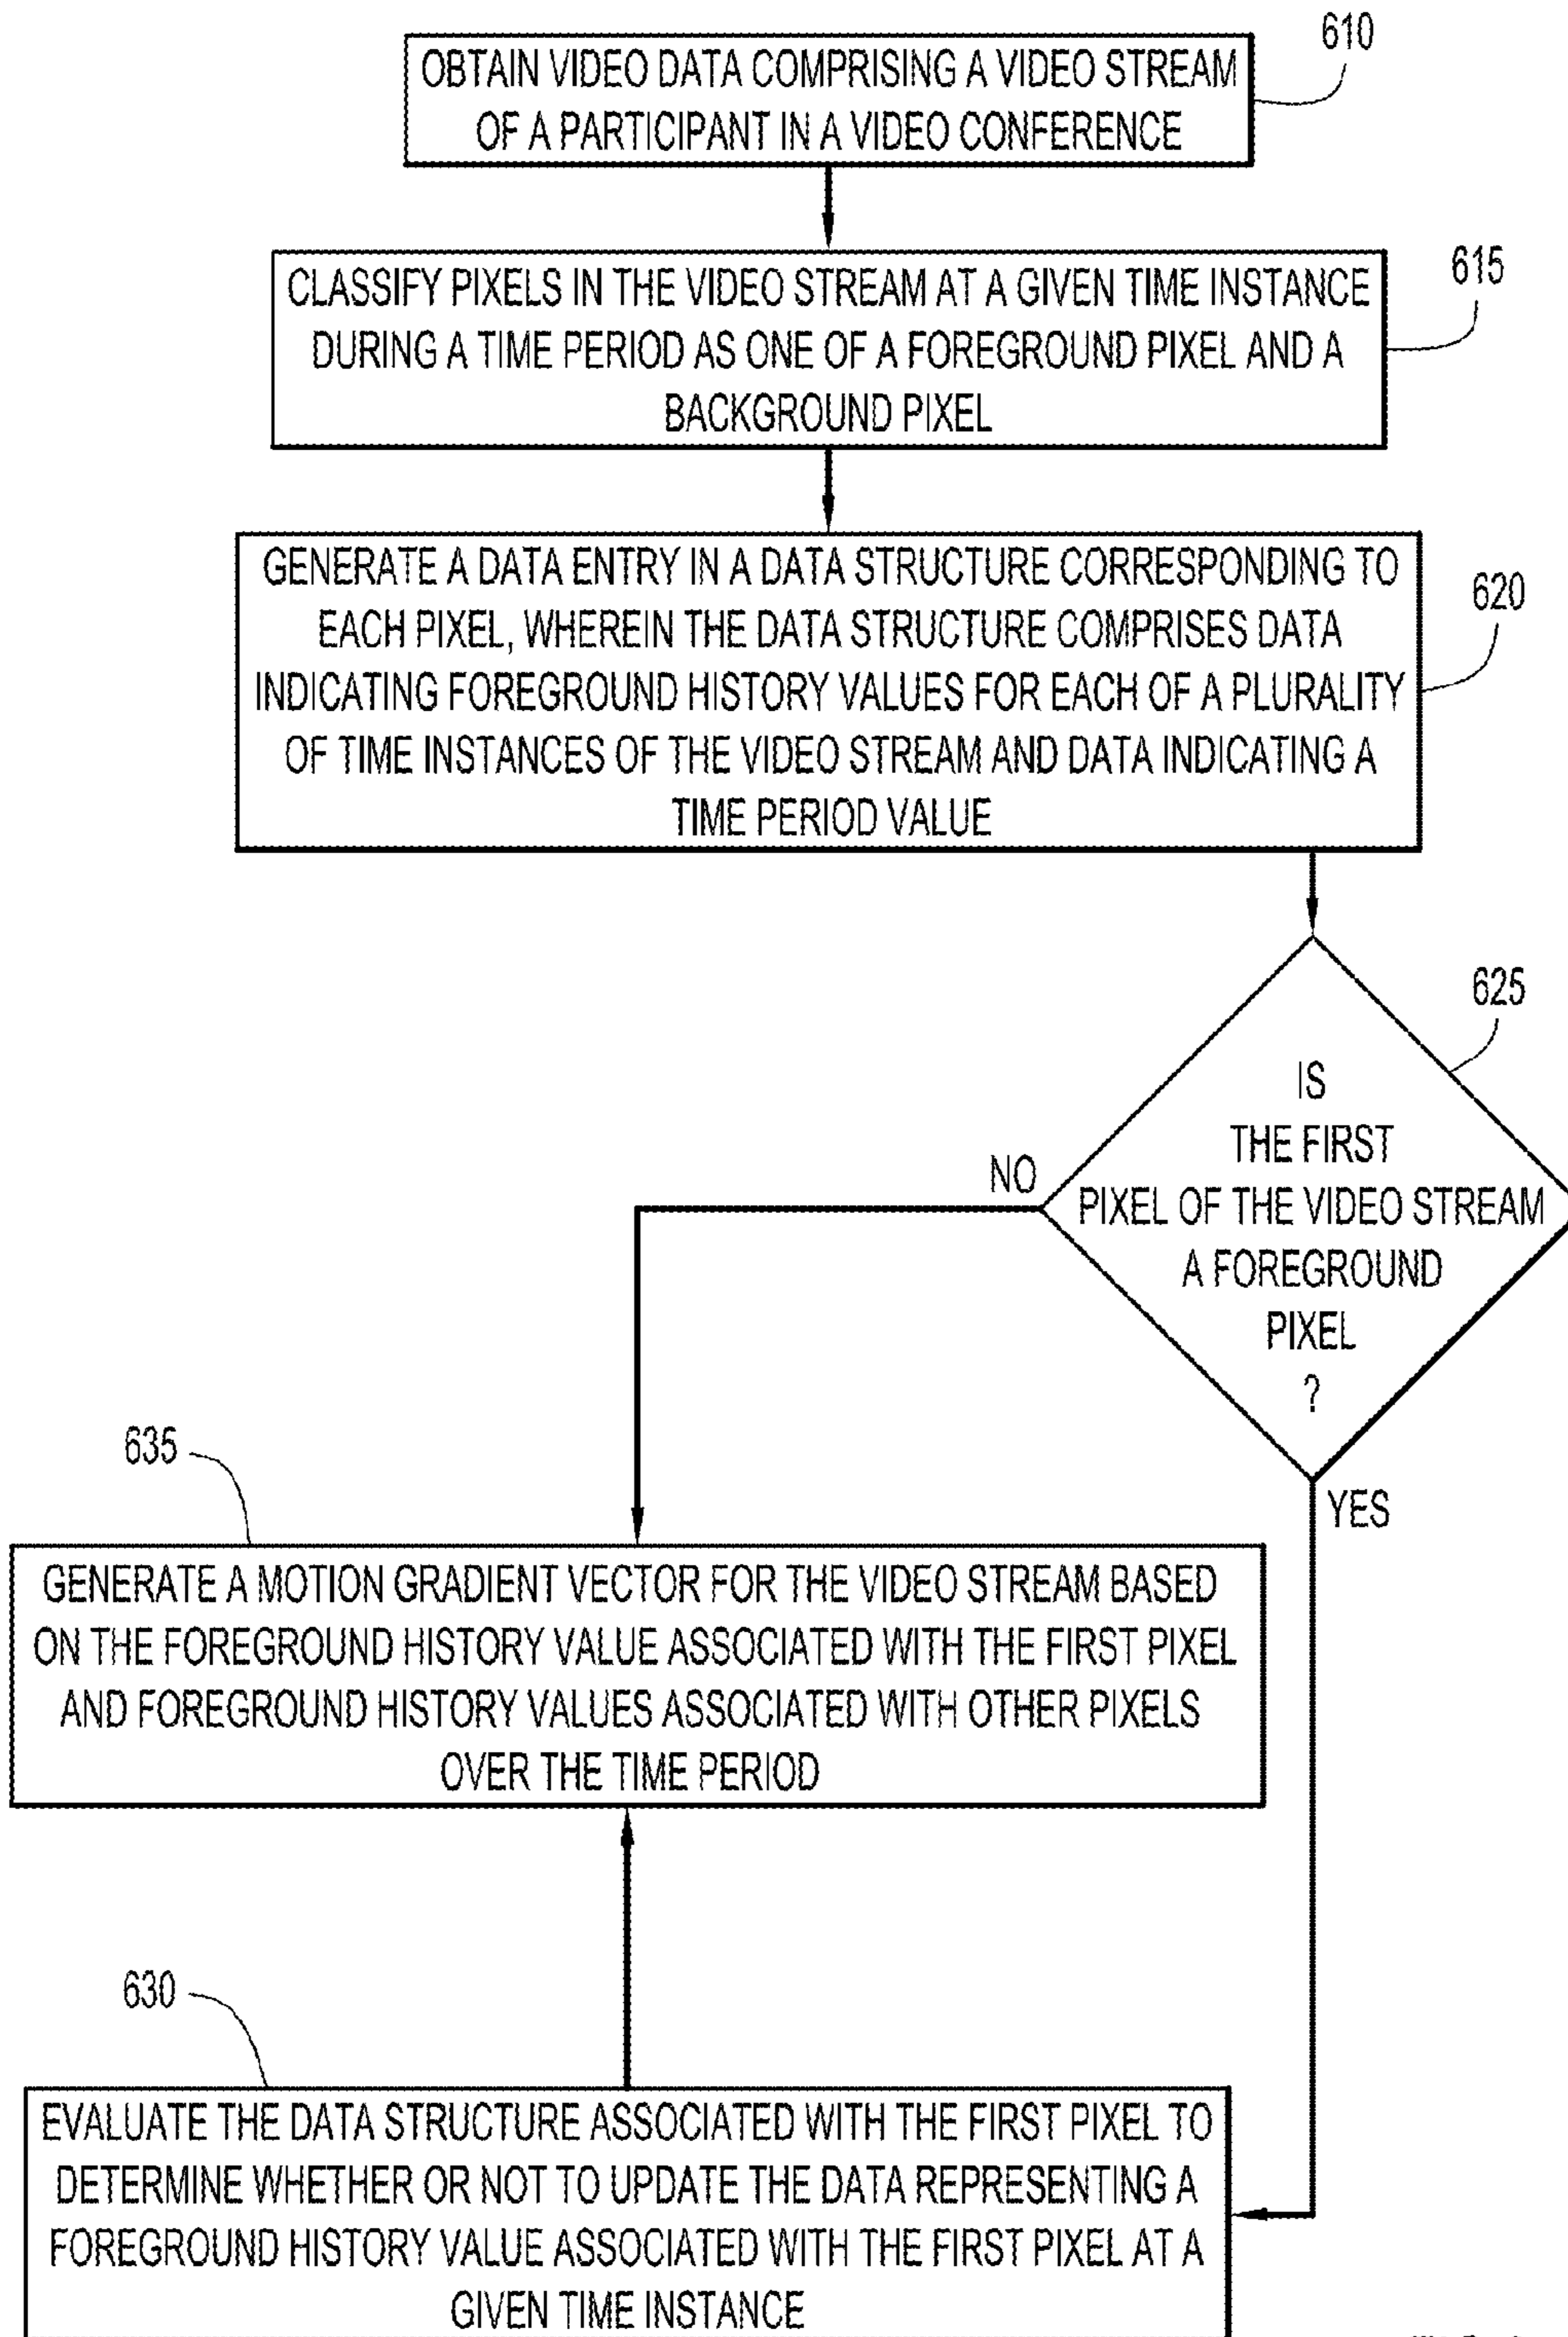 610
OBTAIN VIDEO DATA COMPRISING A VIDEO STREAM
OF A PARTICIPANT IN A VIDEO CONFERENCE
615
CLASSIFY PIXELS IN THE VIDEO STREAM AT A GIVEN TIME INSTANCE
DURING A TIME PERIOD AS ONE OF A FOREGROUND PIXEL AND A
BACKGROUND PIXEL
620
GENERATE A DATA ENTRY IN A DATA STRUCTURE CORRESPONDING TO
EACH PIXEL, WHEREIN THE DATA STRUCTURE COMPRISES DATA
INDICATING FOREGROUND HISTORY VALUES FOR EACH OF A PLURALITY
OF TIME INSTANCES OF THE VIDEO STREAM AND DATA INDICATING A
TIME PERIOD VALUE
625
IS
THE FIRST
PIXEL OF THE VIDEO STREAM
A FOREGROUND
PIXEL
?
NO
YES
635
GENERATE A MOTION GRADIENT VECTOR FOR THE VIDEO STREAM BASED
ON THE FOREGROUND HISTORY VALUE ASSOCIATED WITH THE FIRST PIXEL
AND FOREGROUND HISTORY VALUES ASSOCIATED WITH OTHER PIXELS
OVER THE TIME PERIOD
630
EVALUATE THE DATA STRUCTURE ASSOCIATED WITH THE FIRST PIXEL TO
DETERMINE WHETHER OR NOT TO UPDATE THE DATA REPRESENTING A
FOREGROUND HISTORY VALUE ASSOCIATED WITH THE FIRST PIXEL AT A
GIVEN TIME INSTANCE